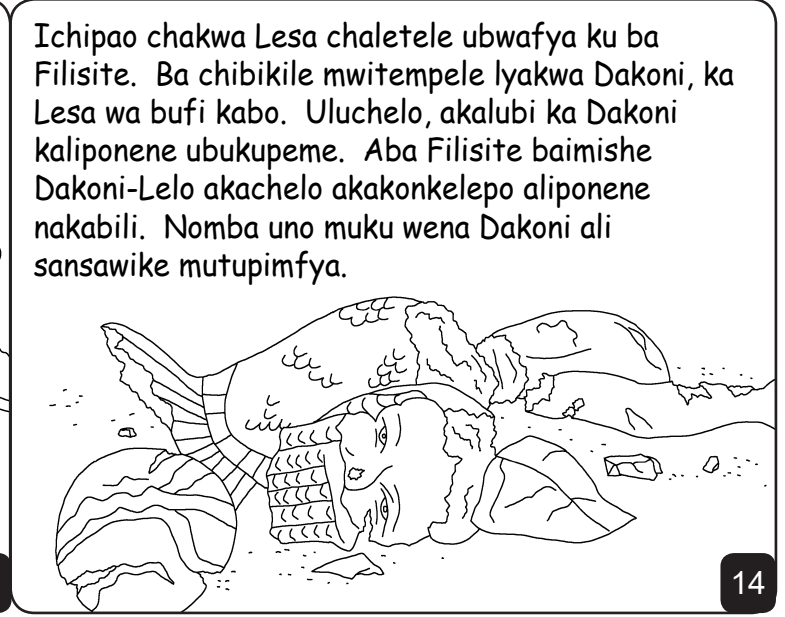 Ichipao chakwa Lesa chaletele ubwafya ku ba
Filisite.  Ba chibikile mwitempele lyakwa Dakoni, ka
Lesa wa bufi kabo.  Uluchelo, akalubi ka Dakoni
kaliponene ubukupeme.  Aba Filisite baimishe
Dakoni-Lelo akachelo akakonkelepo aliponene
nakabili.  Nomba uno muku wena Dakoni ali
sansawike mutupimfya.
14